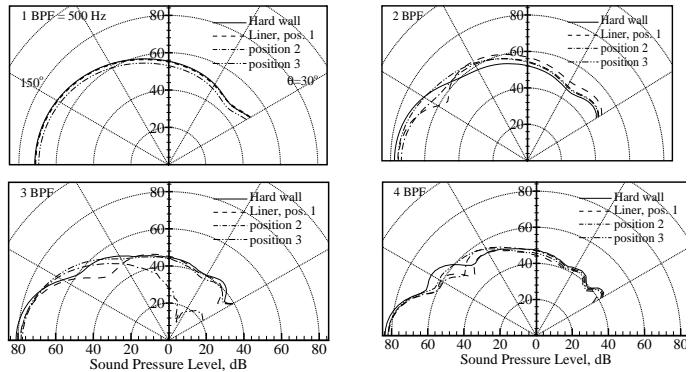 1 BPF = 500 Hz
80
60
40
20
150°
θ=30°
Hard wall
Liner, pos. 1
position 2
position 3
2 BPF
80
60
40
20
Hard wall
Liner, pos. 1
position 2
position 3
3 BPF
80
60
40
20
Hard wall
Liner, pos. 1
position 2
position 3
80 60 40 20 0 20 40 60 80
Sound Pressure Level, dB
4 BPF
80
60
40
20
Hard wall
Liner, pos. 1
position 2
position 3
80 60 40 20 0 20 40 60 80
Sound Pressure Level, dB